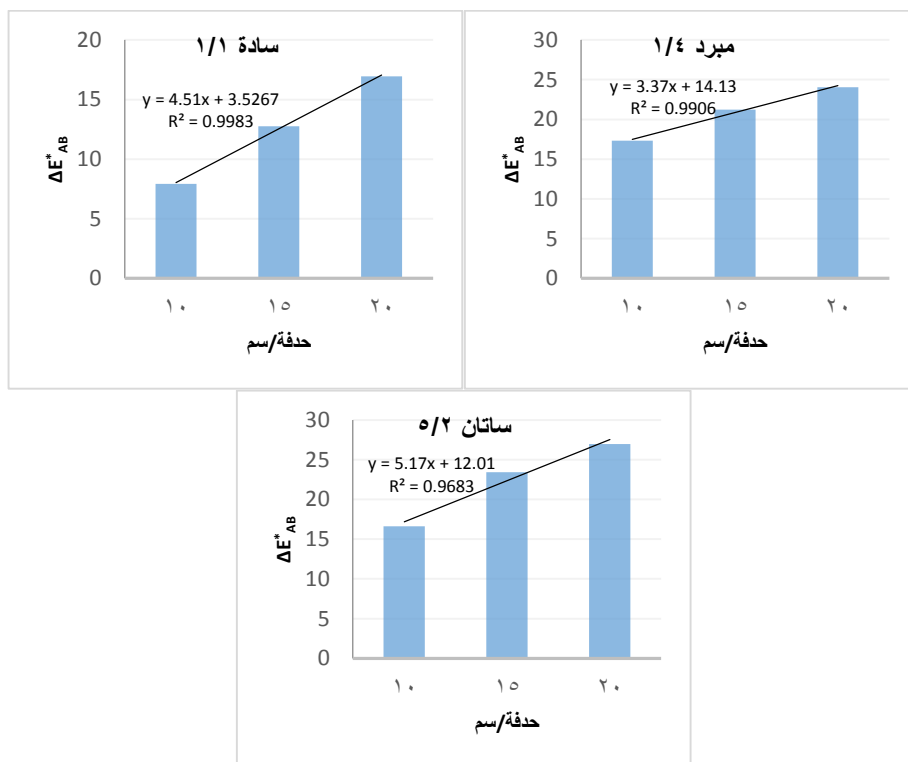 سادة ١/١
20
15
10
5
0
ΔE*AB
y = 4.51x + 3.5267
R² = 0.9983
١٠ ١٥ ٢٠
حدفة/سم
مبرد ١/٤
30
25
20
15
10
5
0
ΔE*AB
y = 3.37x + 14.13
R² = 0.9906
١٠ ١٥ ٢٠
حدفة/سم
ساتان ٥/٢
30
25
20
15
10
5
0
ΔE*AB
y = 5.17x + 12.01
R² = 0.9683
١٠ ١٥ ٢٠
حدفة/سم